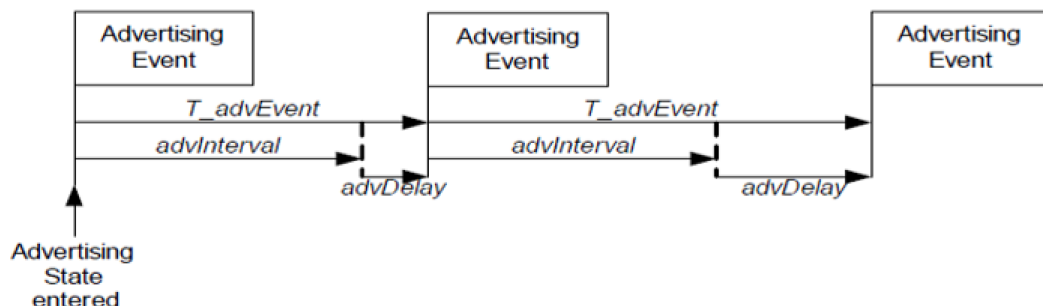 Advertising
Event
Advertising
Event
Advertising
Event
T_advEvent
T_advEvent
advInterval
advInterval
advDelay
advDelay
Advertising
State
entered